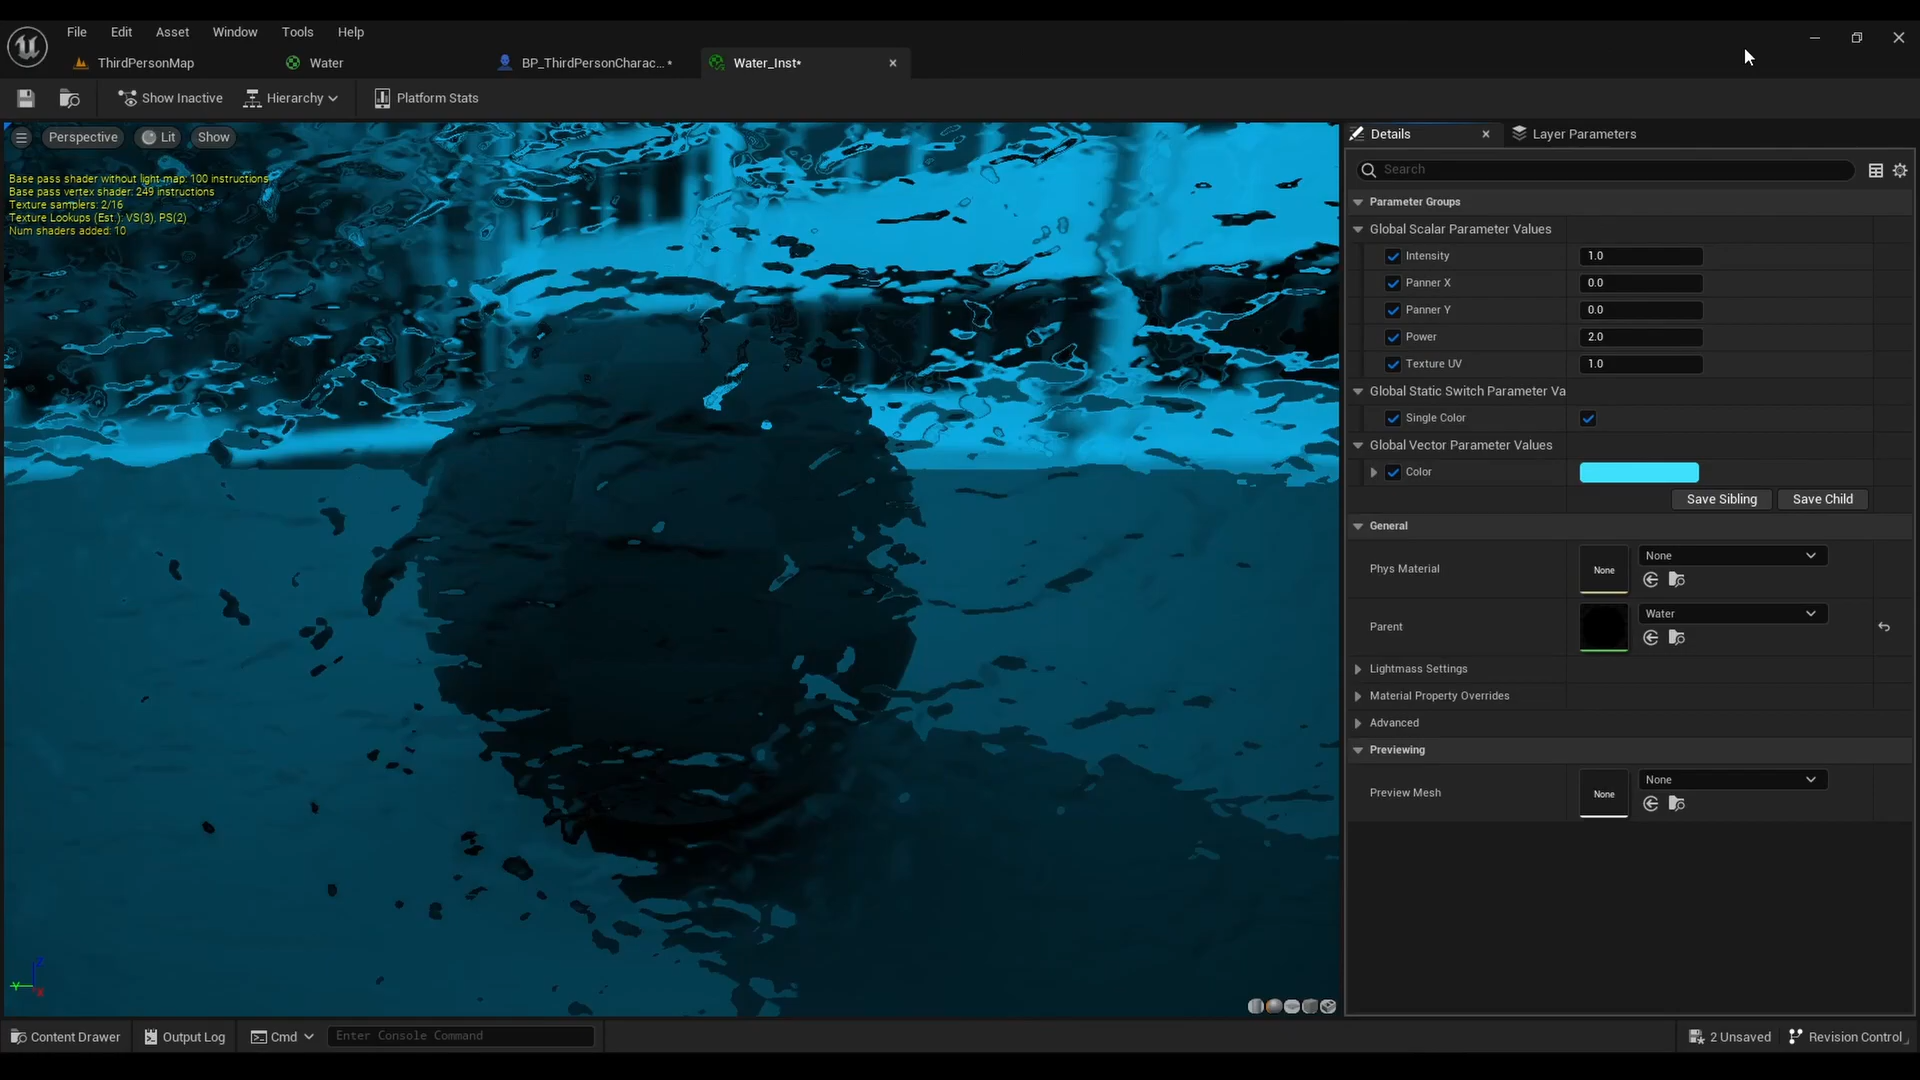 File Edit Asset Window Tools Help
ThirdPersonMap Water BP_ThirdPersonCharac... • Water_Inst•
Show Inactive Hierarchy Platform Stats
Perspective Lit Show
Base pass shader without light map: 100 instructions
Base pass vertex shader: 249 instructions
Texture samplers: 2/16
Texture Lookups (Est.): VS(3), PS(2)
Num shaders added: 10
Details Layer Parameters
Search
Parameter Groups
Global Scalar Parameter Values
Intensity 1.0
Panner X 0.0
Panner Y 0.0
Power 2.0
Texture UV 1.0
Global Static Switch Parameter Va
Single Color
Global Vector Parameter Values
Color
Save Sibling Save Child
General
Phys Material None None
Parent Water
Lightmass Settings
Material Property Overrides
Advanced
Previewing
Preview Mesh None None
Z
Y
X
Content Drawer Output Log Cmd Enter Console Command 2 Unsaved Revision Control